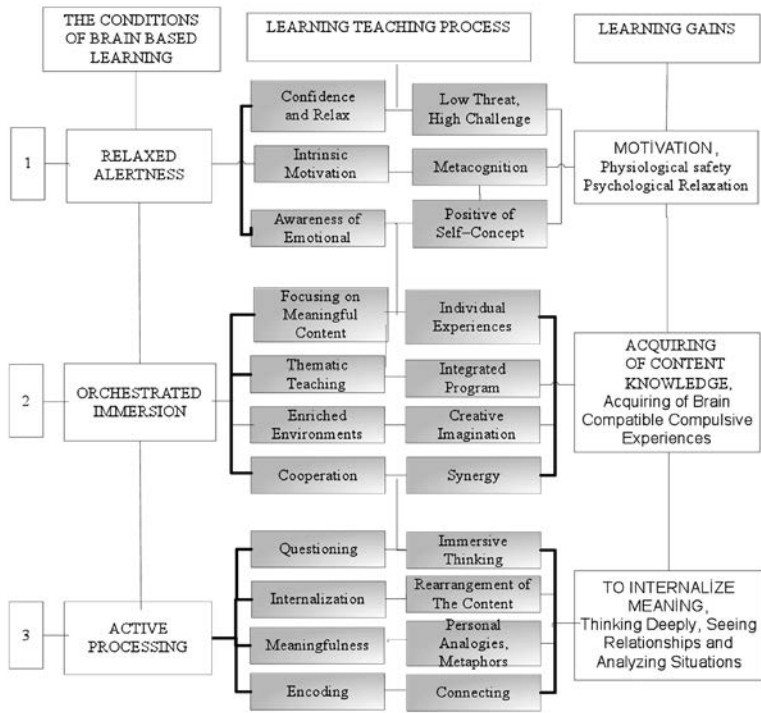 THE CONDITIONS
OF BRAIN BASED
LEARNING
LEARNING TEACHING PROCESS
LEARNING GAINS
1
RELAXED
ALERTNESS
Confidence
and Relax
Low Threat,
High Challenge
Intrinsic
Motivation
Metacognition
Awareness of
Emotional
Positive of
Self-Concept
MOTİVATION,
Physiological safety
Psychological Relaxation
2
ORCHESTRATED
IMMERSION
Focusing on
Meaningful
Content
Individual
Experiences
Thematic
Teaching
Integrated
Program
Enriched
Environments
Creative
Imagination
Cooperation
Synergy
ACQUIRING
OF CONTENT
KNOWLEDGE,
Acquiring of Brain
Compatible Compulsive
Experiences
3
ACTIVE
PROCESSING
Questioning
Immersive
Thinking
Internalization
Rearrangement of
The Content
Meaningfulness
Personal
Analogies,
Metaphors
Encoding
Connecting
TO INTERNALİZE
MEANING,
Thinking Deeply, Seeing
Relationships and
Analyzing Situations